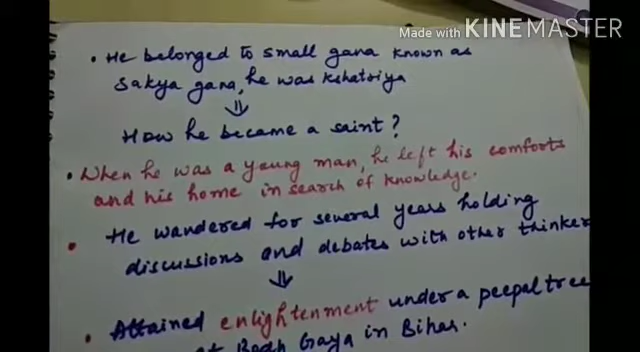 Made with KINEMASTER
• He belonged to small gana known as
sakya gana, he was kshatriya
⇓
How he became a saint?
• When he was a young man, he left his comforts
and his home in search of knowledge.
• He wandered for several years holding
discussions and debates with other thinker
⇓
• Attained enlightenment under a peepal tree
at Bodh Gaya in Bihar.